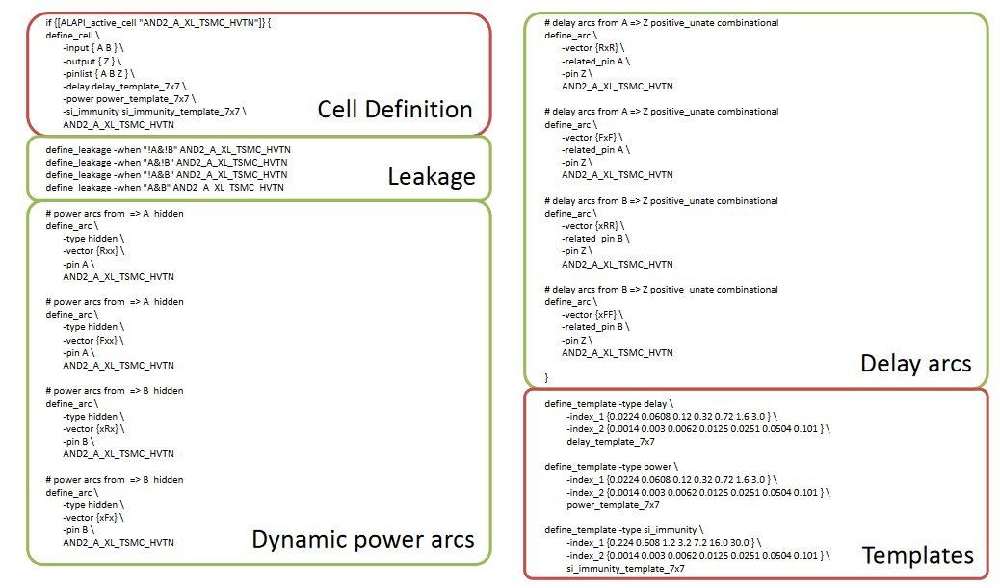 if {[ALAPI_active_cell "AND2_A_XL_TSMC_HVTN"]} {
define_cell \
-input { A B } \
-output { Z } \
-pinlist { A B Z } \
-delay delay_template_7x7 \
-power power_template_7x7 \
-si_immunity si_immunity_template_7x7 \
AND2_A_XL_TSMC_HVTN
Cell Definition
define_leakage -when "!A&!B" AND2_A_XL_TSMC_HVTN
define_leakage -when "A&!B" AND2_A_XL_TSMC_HVTN
define_leakage -when "!A&B" AND2_A_XL_TSMC_HVTN
define_leakage -when "A&B" AND2_A_XL_TSMC_HVTN
Leakage
# power arcs from  => A  hidden
define_arc \
-type hidden \
-vector {Rxx} \
-pin A \
AND2_A_XL_TSMC_HVTN
# power arcs from  => A  hidden
define_arc \
-type hidden \
-vector {Fxx} \
-pin A \
AND2_A_XL_TSMC_HVTN
# power arcs from  => B  hidden
define_arc \
-type hidden \
-vector {xRx} \
-pin B \
AND2_A_XL_TSMC_HVTN
# power arcs from  => B  hidden
define_arc \
-type hidden \
-vector {xFx} \
-pin B \
AND2_A_XL_TSMC_HVTN
Dynamic power arcs
# delay arcs from A => Z positive_unate combinational
define_arc \
-vector {RxR} \
-related_pin A \
-pin Z \
AND2_A_XL_TSMC_HVTN
# delay arcs from A => Z positive_unate combinational
define_arc \
-vector {FxF} \
-related_pin A \
-pin Z \
AND2_A_XL_TSMC_HVTN
# delay arcs from B => Z positive_unate combinational
define_arc \
-vector {xRR} \
-related_pin B \
-pin Z \
AND2_A_XL_TSMC_HVTN
# delay arcs from B => Z positive_unate combinational
define_arc \
-vector {xFF} \
-related_pin B \
-pin Z \
AND2_A_XL_TSMC_HVTN
}
Delay arcs
define_template -type delay \
-index_1 {0.0224 0.0608 0.12 0.32 0.72 1.6 3.0 } \
-index_2 {0.0014 0.003 0.0062 0.0125 0.0251 0.0504 0.101 } \
delay_template_7x7
define_template -type power \
-index_1 {0.0224 0.0608 0.12 0.32 0.72 1.6 3.0 } \
-index_2 {0.0014 0.003 0.0062 0.0125 0.0251 0.0504 0.101 } \
power_template_7x7
define_template -type si_immunity \
-index_1 {0.224 0.608 1.2 3.2 7.2 16.0 30.0 } \
-index_2 {0.0014 0.003 0.0062 0.0125 0.0251 0.0504 0.101 } \
si_immunity_template_7x7
Templates